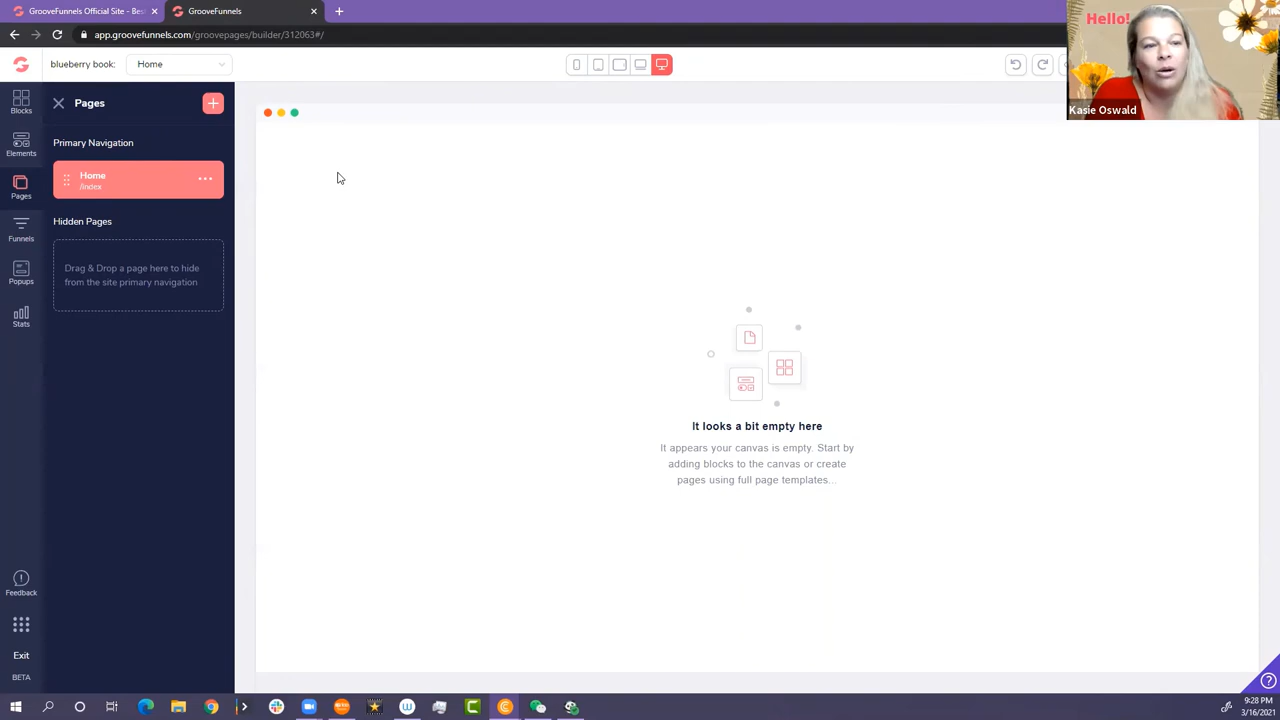 GrooveFunnels Official Site - Bes
GrooveFunnels
app.groovefunnels.com/groovepages/builder/312063#/
Hello!
Kasie Oswald
blueberry book:
Home
Blocks
Elements
Pages
Funnels
Popups
Stats
Feedback
Exit
BETA
Pages
Primary Navigation
Home
/index
Hidden Pages
Drag & Drop a page here to hide
from the site primary navigation
It looks a bit empty here
It appears your canvas is empty. Start by
adding blocks to the canvas or create
pages using full page templates...
9:28 PM
3/16/2021